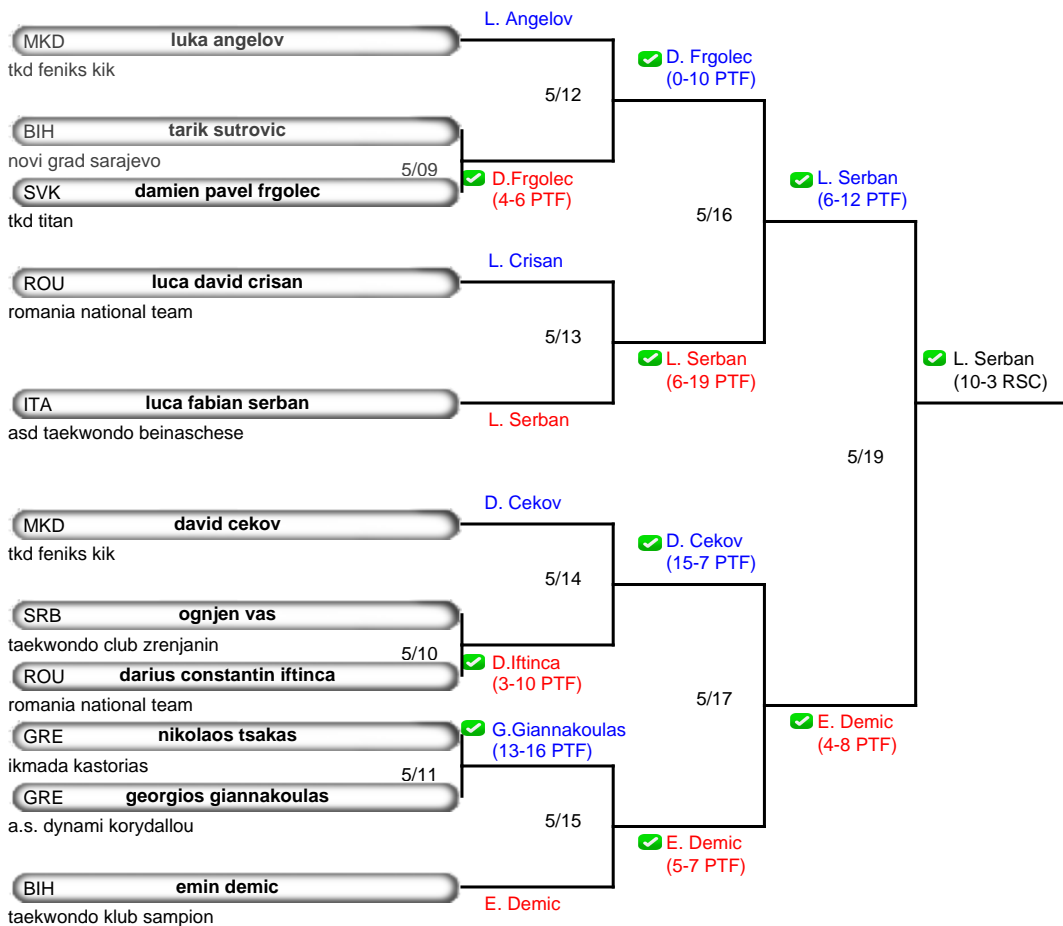 L. Angelov
MKD luka angelov
tkd feniks kik
D. Frgolec
(0-10 PTF)
5/12
BIH tarik sutrovic
novi grad sarajevo
5/09
SVK damien pavel frgolec
tkd titan
D.Frgolec
(4-6 PTF)
L. Serban
(6-12 PTF)
5/16
L. Crisan
ROU luca david crisan
romania national team
5/13
L. Serban
(6-19 PTF)
L. Serban
(10-3 RSC)
ITA luca fabian serban
asd taekwondo beinaschese
L. Serban
5/19
D. Cekov
MKD david cekov
tkd feniks kik
D. Cekov
(15-7 PTF)
5/14
SRB ognjen vas
taekwondo club zrenjanin
5/10
ROU darius constantin iftinca
romania national team
D.Iftinca
(3-10 PTF)
5/17
E. Demic
(4-8 PTF)
GRE nikolaos tsakas
ikmada kastorias
G.Giannakoulas
(13-16 PTF)
5/11
GRE georgios giannakoulas
a.s. dynami korydallou
5/15
E. Demic
(5-7 PTF)
BIH emin demic
taekwondo klub sampion
E. Demic